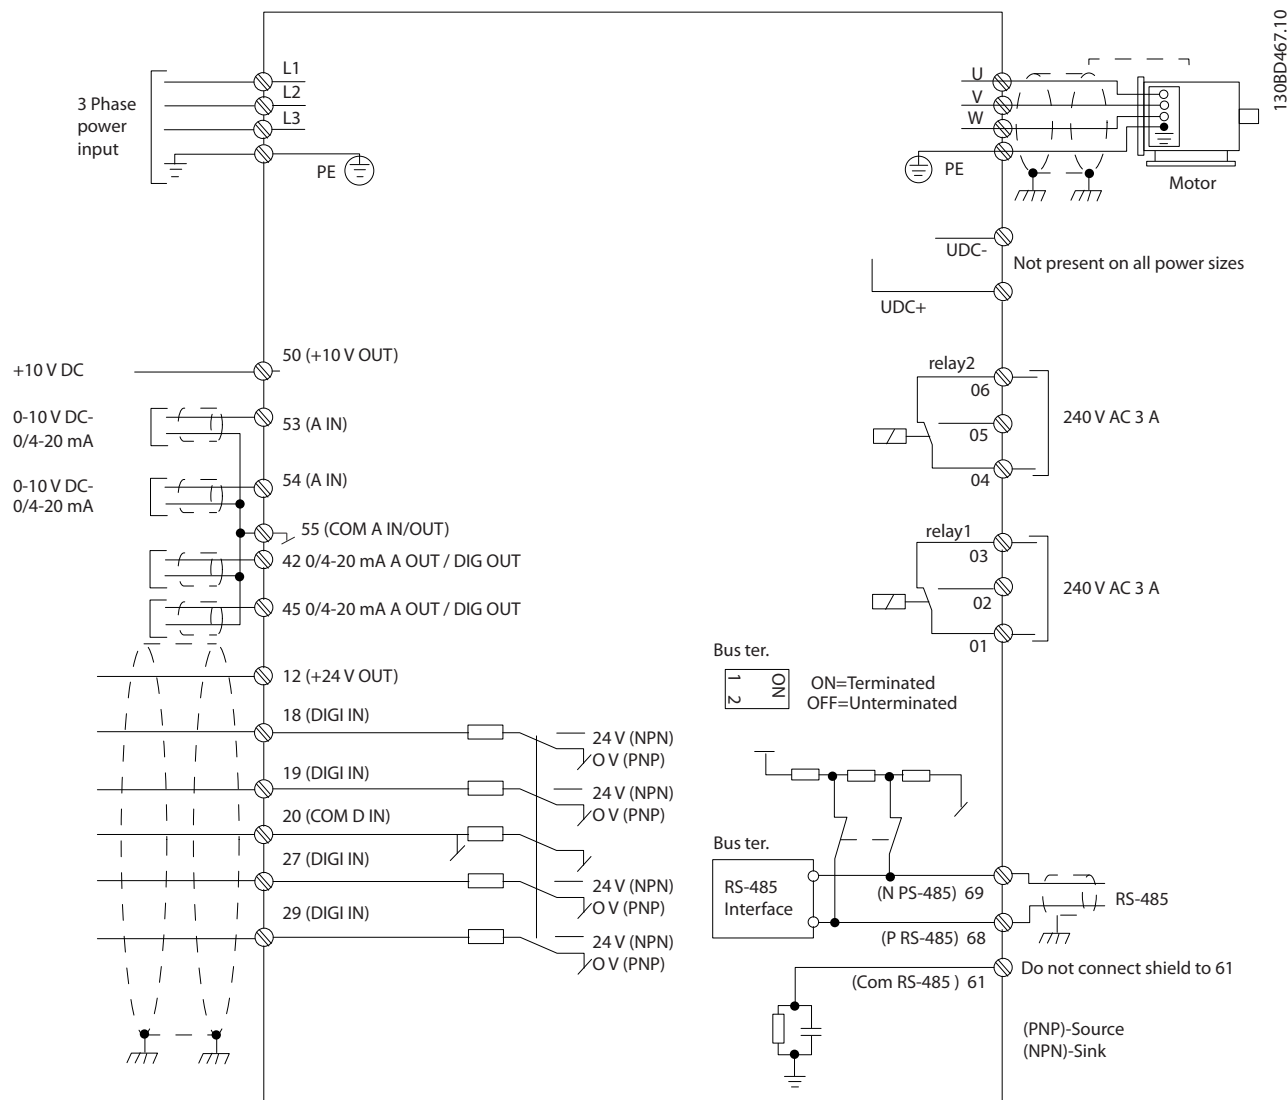 130BD467.10
L1
L2
L3
3 Phase
power
input
PE
U
V
W
PE
Motor
UDC-
Not present on all power sizes
UDC+
50 (+10 V OUT)
+10 V DC
0-10 V DC-
0/4-20 mA
53 (A IN)
0-10 V DC-
0/4-20 mA
54 (A IN)
55 (COM A IN/OUT)
42 0/4-20 mA A OUT / DIG OUT
45 0/4-20 mA A OUT / DIG OUT
12 (+24 V OUT)
18 (DIGI IN)
24 V (NPN)
O V (PNP)
19 (DIGI IN)
24 V (NPN)
O V (PNP)
20 (COM D IN)
27 (DIGI IN)
24 V (NPN)
O V (PNP)
29 (DIGI IN)
24 V (NPN)
O V (PNP)
relay2
06
05
04
240 V AC 3 A
relay1
03
02
01
240 V AC 3 A
Bus ter.
1
2
ON
ON=Terminated
OFF=Unterminated
Bus ter.
RS-485
Interface
(N PS-485) 69
RS-485
(P RS-485) 68
(Com RS-485 ) 61
Do not connect shield to 61
(PNP)-Source
(NPN)-Sink